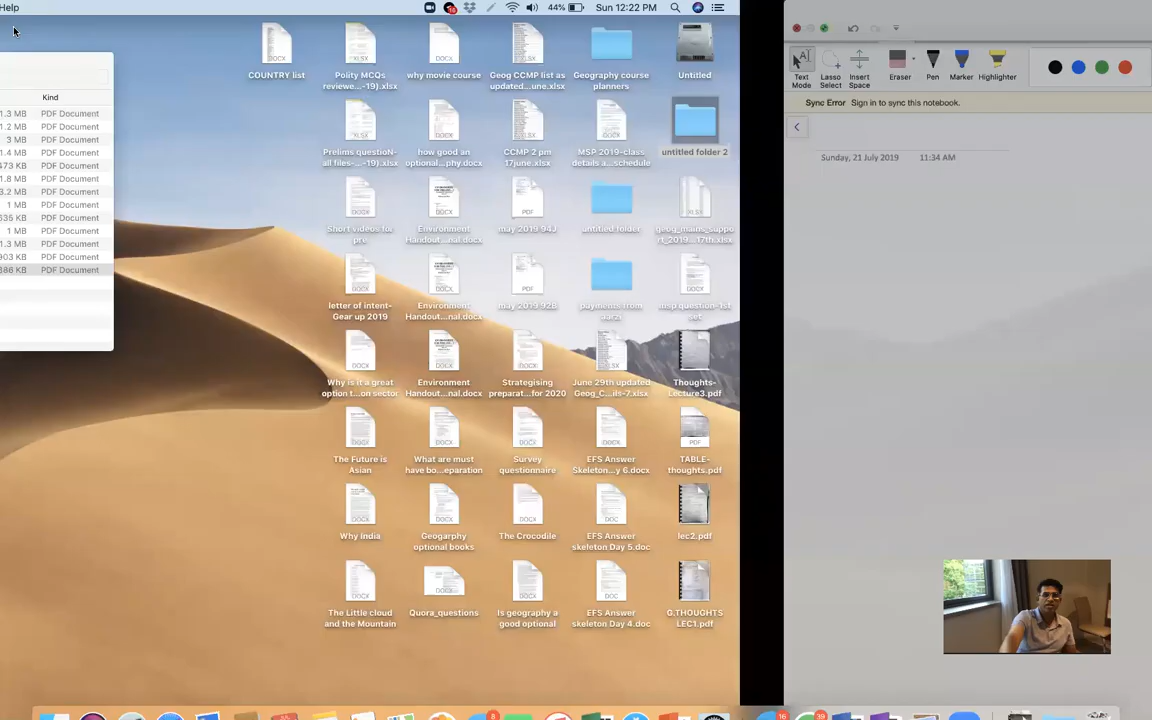 Help
44%
Sun 12:22 PM
Kind
1.3 MB PDF Document
1.2 MB PDF Document
3 MB PDF Document
1.4 MB PDF Document
473 KB PDF Document
1.8 MB PDF Document
3.2 MB PDF Document
1 MB PDF Document
535 KB PDF Document
1 MB PDF Document
1.3 MB PDF Document
903 KB PDF Document
386 KB PDF Document
COUNTRY list
Polity MCQs
reviewe...-19).xlsx
why movie course
Geog CCMP list as
updated...une.xlsx
Geography course
planners
Untitled
Prelims questioN-
all files-...-19).xlsx
how good an
optional...phy.docx
CCMP 2 pm
17june.xlsx
MSP 2019-class
details a...schedule
untitled folder 2
Short videos for
pre
Environment
Handout...nal.docx
may 2019 94J
untitled folder
geog_mains_suppo
rt_2019...17th.xlsx
letter of intent-
Gear up 2019
Environment
Handout...nal.docx
may 2019 92B
payments from
aarzi
msp question-1st
set
Why is it a great
option t...on sector
Environment
Handout...nal.docx
Strategising
preparat...for 2020
June 29th updated
Geog_C...ils-7.xlsx
Thoughts-
Lecture3.pdf
The Future is
Asian
What are must
have bo...eparation
Survey
questionnaire
EFS Answer
Skeleton...y 6.docx
TABLE-
thoughts.pdf
Why India
Geogarphy
optional books
The Crocodile
EFS Answer
skeleton Day 5.doc
lec2.pdf
The Little cloud
and the Mountain
Quora_questions
Is geography a
good optional
EFS Answer
skeleton Day 4.doc
G.THOUGHTS
LEC1.pdf
Text
Mode
Lasso
Select
Insert
Space
Eraser
Pen
Marker
Highlighter
Sync Error Sign in to sync this notebook.
Sunday, 21 July 2019 11:34 AM